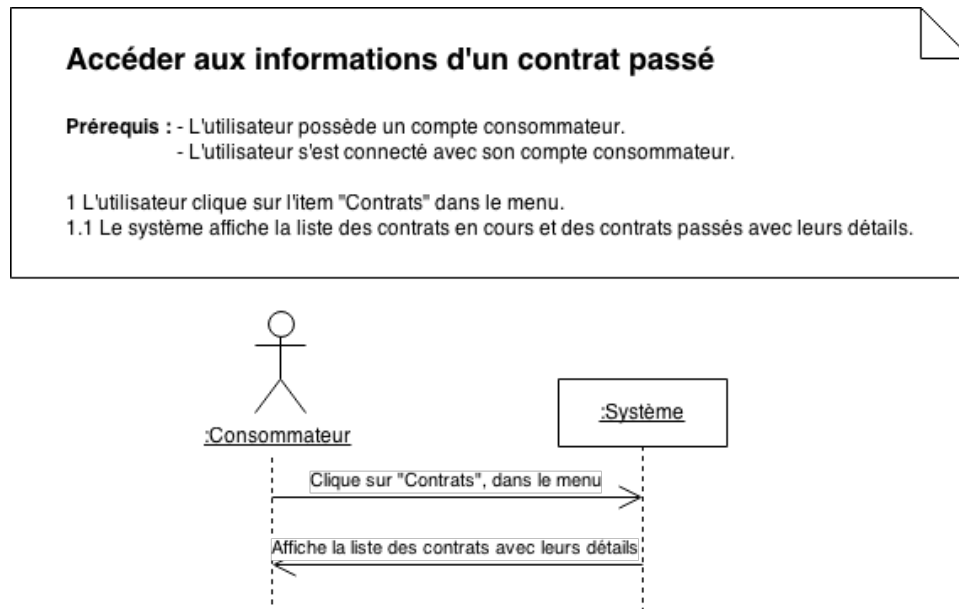 Accéder aux informations d'un contrat passé
Prérequis : - L'utilisateur possède un compte consommateur.
- L'utilisateur s'est connecté avec son compte consommateur.
1 L'utilisateur clique sur l'item "Contrats" dans le menu.
1.1 Le système affiche la liste des contrats en cours et des contrats passés avec leurs détails.
:Consommateur
:Système
Clique sur "Contrats", dans le menu
Affiche la liste des contrats avec leurs détails